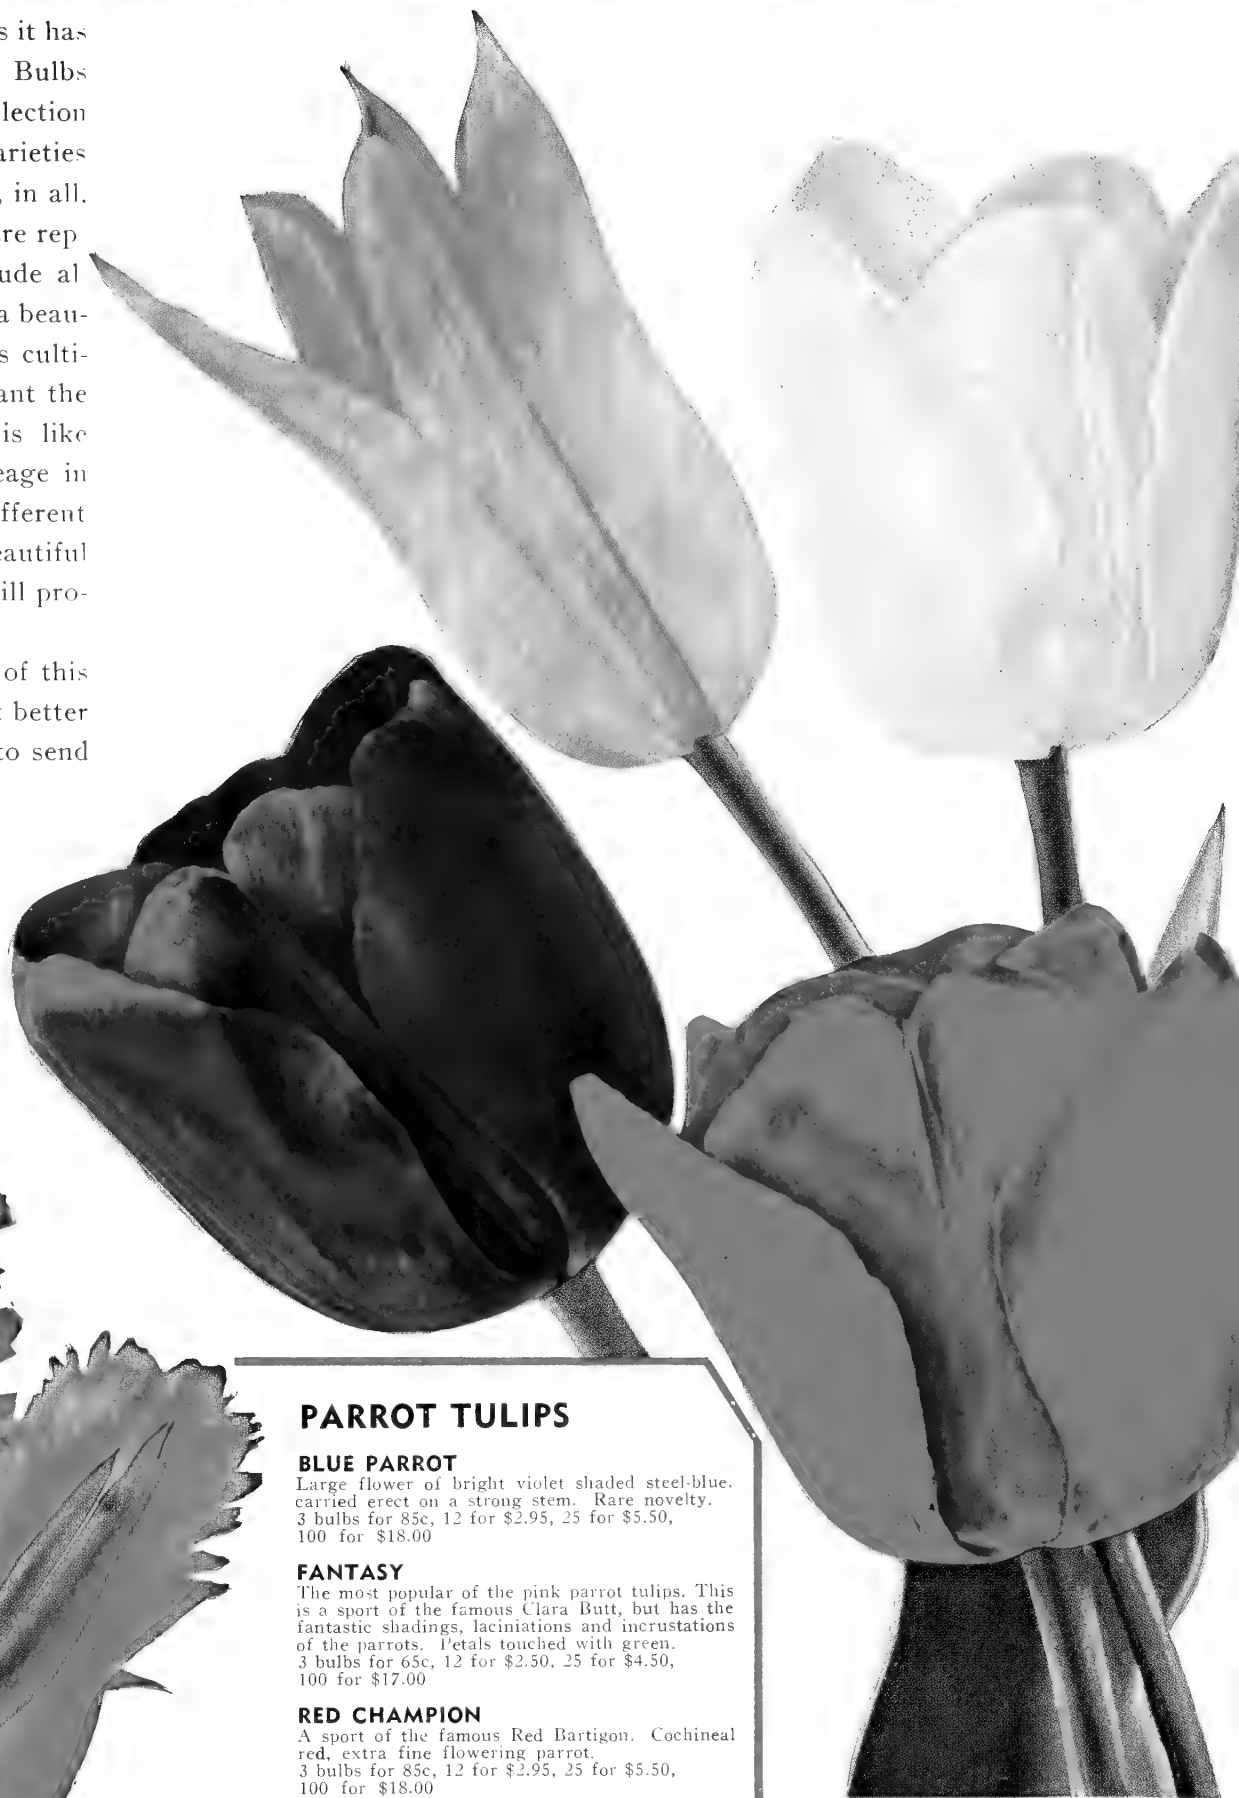 s it has
Bulbs
lection
arieties
, in all.
re rep
ude al
a beau-
s culti-
ant the
is like
eage in
fferent
eautiful
ill pro-
of this
t better
to send
PARROT TULIPS
BLUE PARROT
Large flower of bright violet shaded steel-blue,
carried erect on a strong stem. Rare novelty.
3 bulbs for 85c, 12 for $2.95, 25 for $5.50,
100 for $18.00
FANTASY
The most popular of the pink parrot tulips. This
is a sport of the famous Clara Butt, but has the
fantastic shadings, laciniations and incrustations
of the parrots. Petals touched with green.
3 bulbs for 65c, 12 for $2.50, 25 for $4.50,
100 for $17.00
RED CHAMPION
A sport of the famous Red Bartigon. Cochineal
red, extra fine flowering parrot.
3 bulbs for 85c, 12 for $2.95, 25 for $5.50,
100 for $18.00